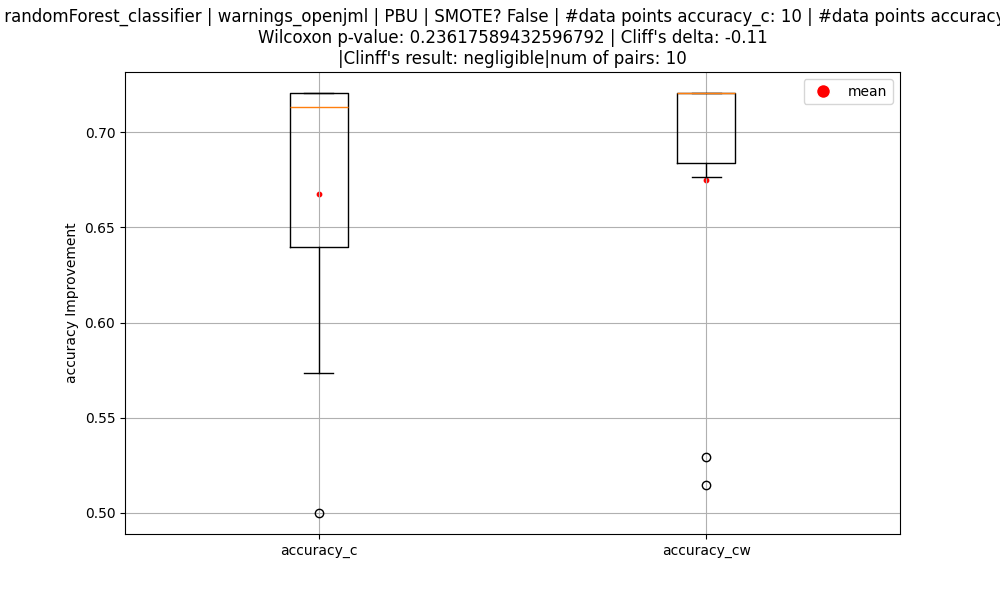 randomForest_classifier | warnings_openjml | PBU | SMOTE? False | #data points accuracy_c: 10 | #data points accuracy
Wilcoxon p-value: 0.23617589432596792 | Cliff's delta: -0.11
|Clinff's result: negligible|num of pairs: 10
mean
0.70
0.65
0.60
0.55
0.50
accuracy Improvement
accuracy_c
accuracy_cw